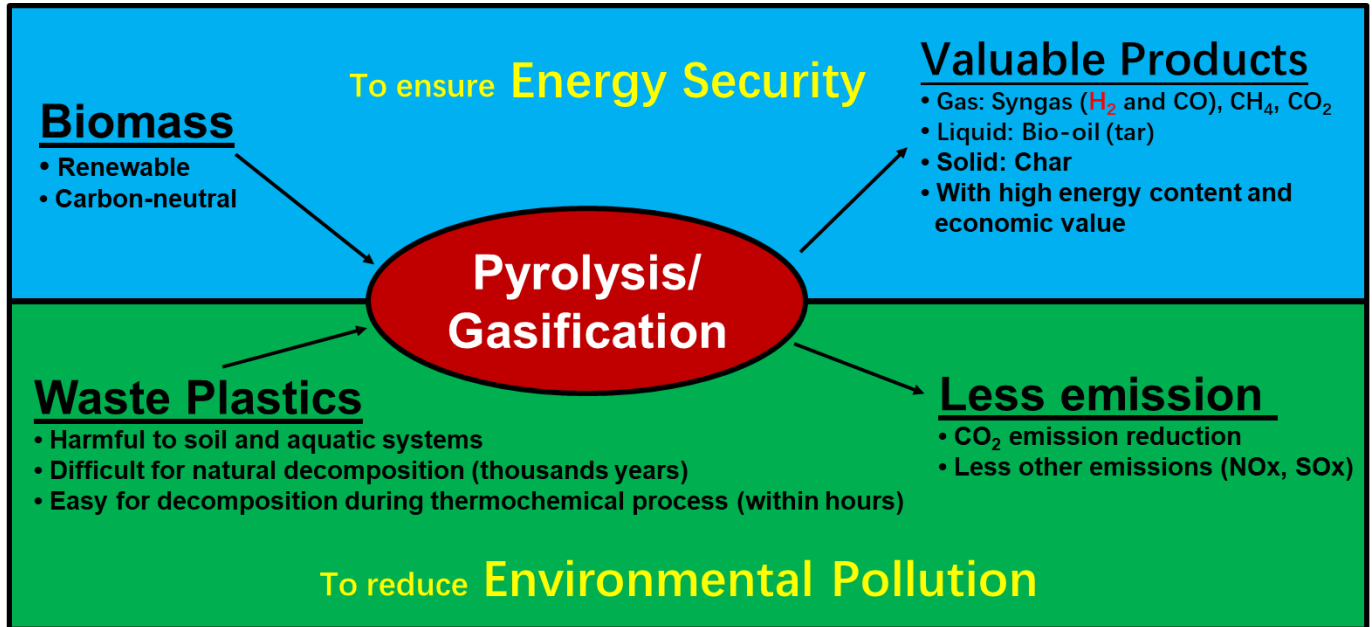 To ensure Energy Security
Biomass
• Renewable
• Carbon-neutral
Valuable Products
• Gas: Syngas (H₂ and CO), CH₄, CO₂
• Liquid: Bio-oil (tar)
• Solid: Char
• With high energy content and
economic value
Pyrolysis/
Gasification
Waste Plastics
• Harmful to soil and aquatic systems
• Difficult for natural decomposition (thousands years)
• Easy for decomposition during thermochemical process (within hours)
Less emission
• CO₂ emission reduction
• Less other emissions (NOx, SOx)
To reduce Environmental Pollution